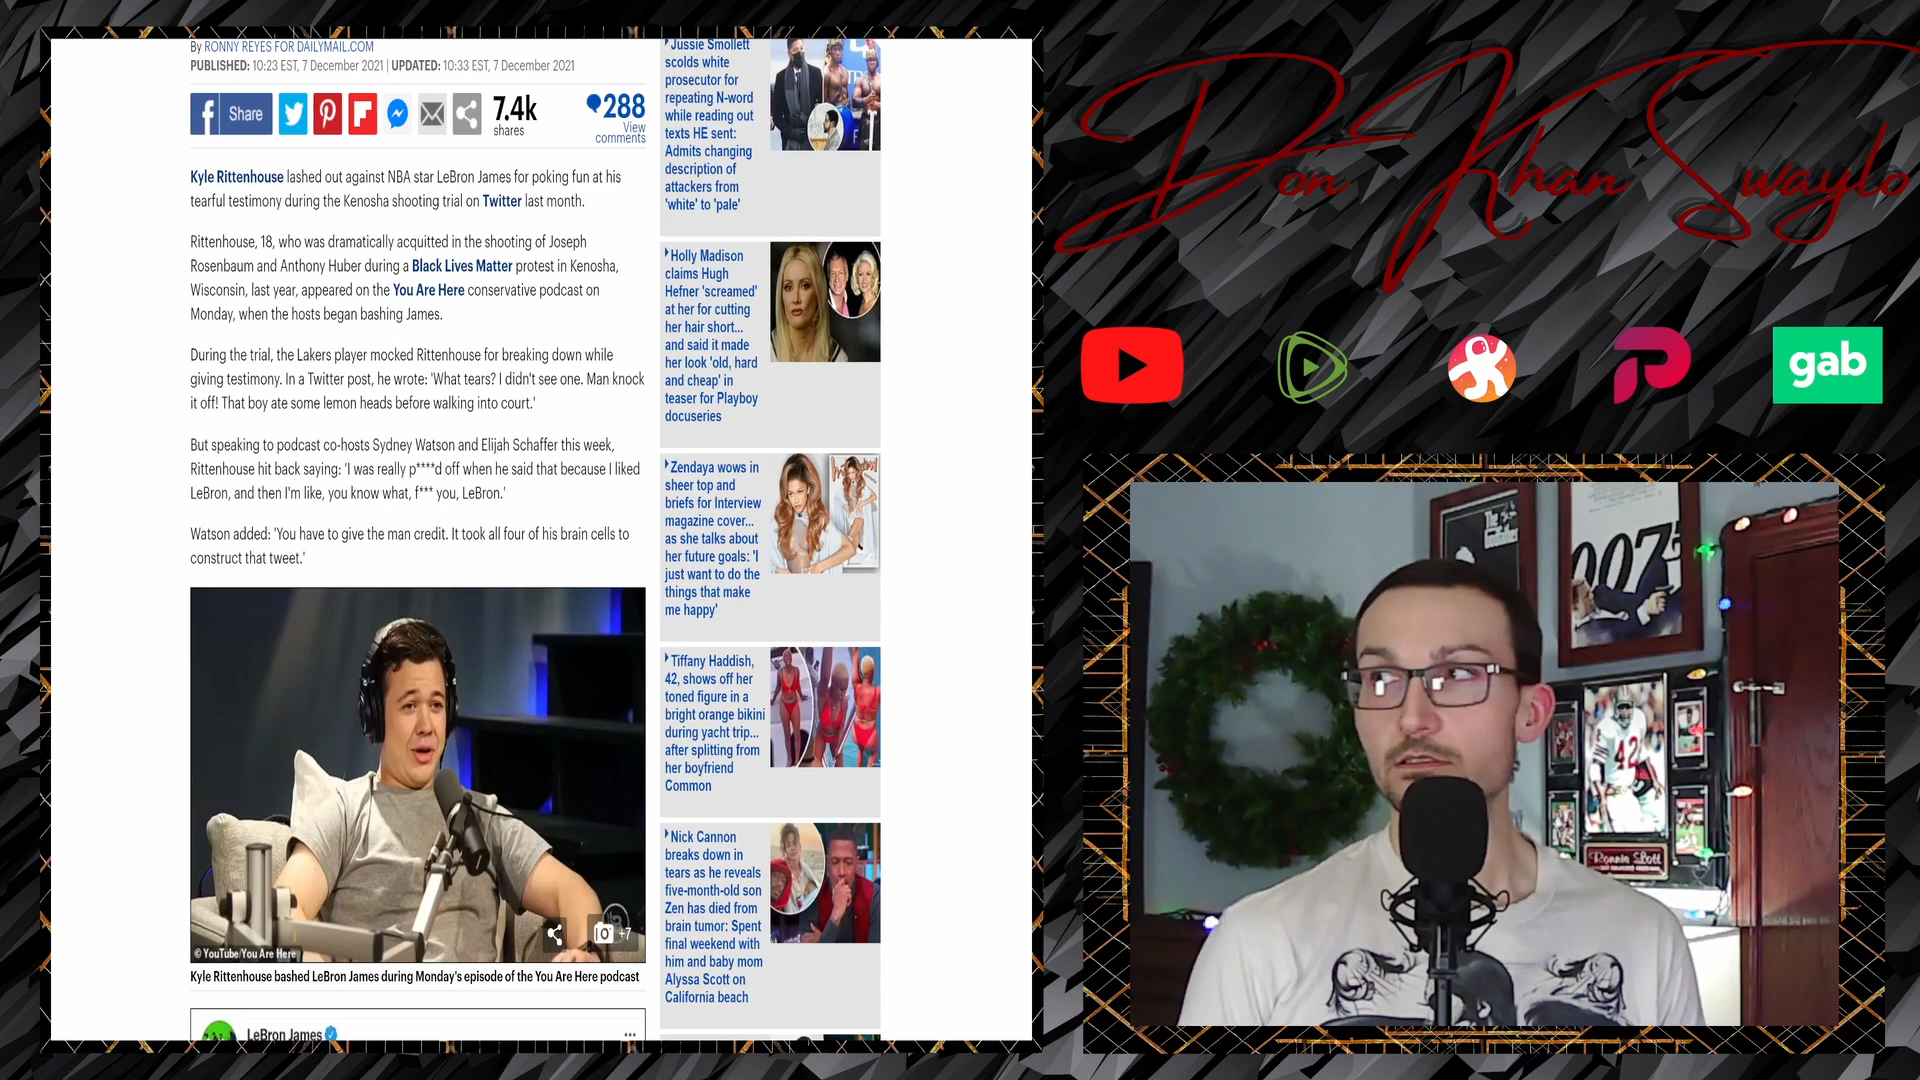 By RONNY REYES FOR DAILYMAIL.COM
PUBLISHED: 10:23 EST, 7 December 2021 | UPDATED: 10:33 EST, 7 December 2021
Share
7.4k
shares
288
View
comments
Kyle Rittenhouse lashed out against NBA star LeBron James for poking fun at his
tearful testimony during the Kenosha shooting trial on Twitter last month.
Rittenhouse, 18, who was dramatically acquitted in the shooting of Joseph
Rosenbaum and Anthony Huber during a Black Lives Matter protest in Kenosha,
Wisconsin, last year, appeared on the You Are Here conservative podcast on
Monday, when the hosts began bashing James.
During the trial, the Lakers player mocked Rittenhouse for breaking down while
giving testimony. In a Twitter post, he wrote: 'What tears? I didn't see one. Man knock
it off! That boy ate some lemon heads before walking into court.'
But speaking to podcast co-hosts Sydney Watson and Elijah Schaffer this week,
Rittenhouse hit back saying: 'I was really p****d off when he said that because I liked
LeBron, and then I'm like, you know what, f*** you, LeBron.'
Watson added: 'You have to give the man credit. It took all four of his brain cells to
construct that tweet.'
+7
© YouTube/You Are Here
Kyle Rittenhouse bashed LeBron James during Monday's episode of the You Are Here podcast
LeBron James
Jussie Smollett
scolds white
prosecutor for
repeating N-word
while reading out
texts HE sent:
Admits changing
description of
attackers from
'white' to 'pale'
Holly Madison
claims Hugh
Hefner 'screamed'
at her for cutting
her hair short...
and said it made
her look 'old, hard
and cheap' in
teaser for Playboy
docuseries
Zendaya wows in
sheer top and
briefs for Interview
magazine cover...
as she talks about
her future goals: 'I
just want to do the
things that make
me happy'
Tiffany Haddish,
42, shows off her
toned figure in a
bright orange bikini
during yacht trip...
after splitting from
her boyfriend
Common
Nick Cannon
breaks down in
tears as he reveals
five-month-old son
Zen has died from
brain tumor: Spent
final weekend with
him and baby mom
Alyssa Scott on
California beach
Don Khan Swaylo
gab
The
007
42
Ronnie Lott